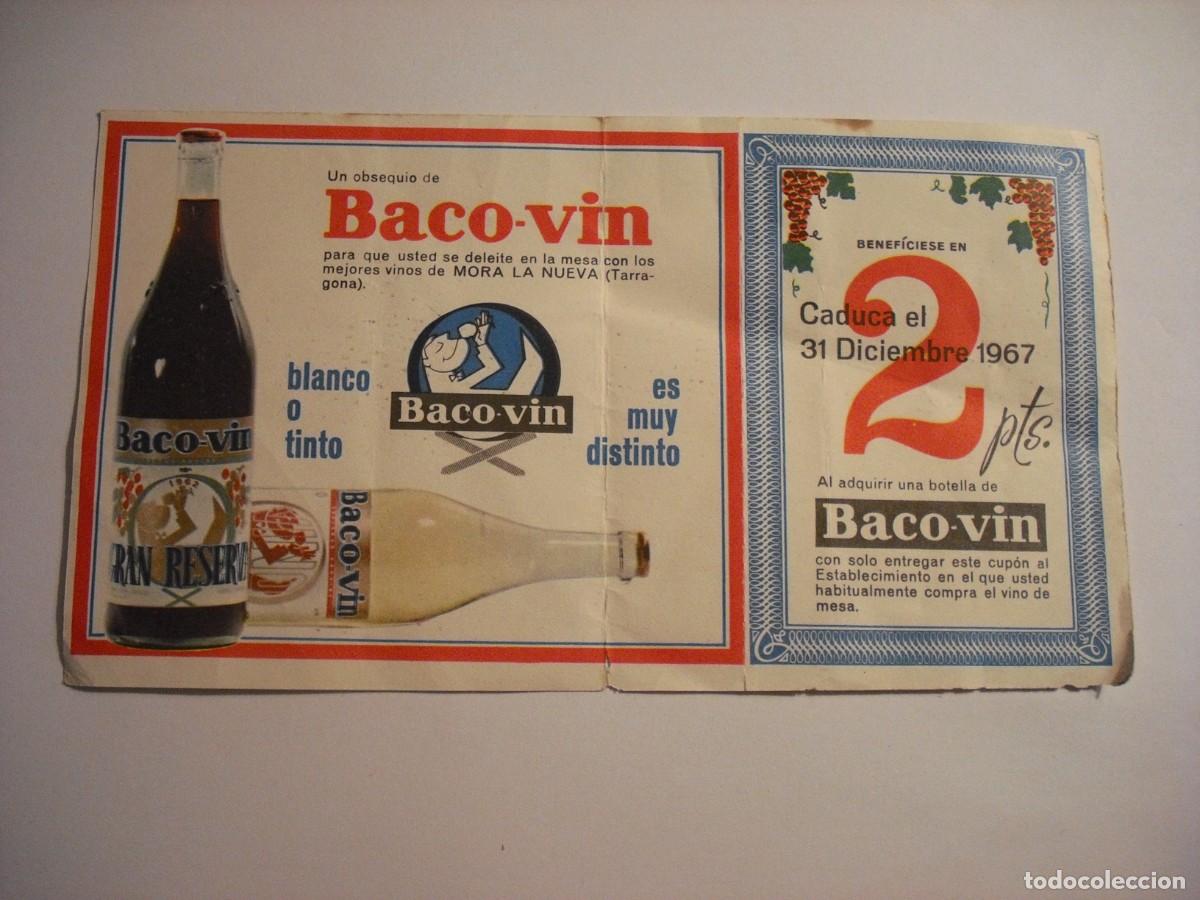 Un obsequio de
Baco-vin
para que usted se deleite en la mesa con los
mejores vinos de MORA LA NUEVA (Tarra-
gona).
blanco
o
tinto
Baco-vin
es
muy
distinto
Baco-vin
1962
GRAN RESERVA
Baco-vin
BENEFÍCIESE EN
2
Caduca el
31 Diciembre 1967
pts.
Al adquirir una botella de
Baco-vin
con solo entregar este cupón al
Establecimiento en el que usted
habitualmente compra el vino de
mesa.
todocoleccion